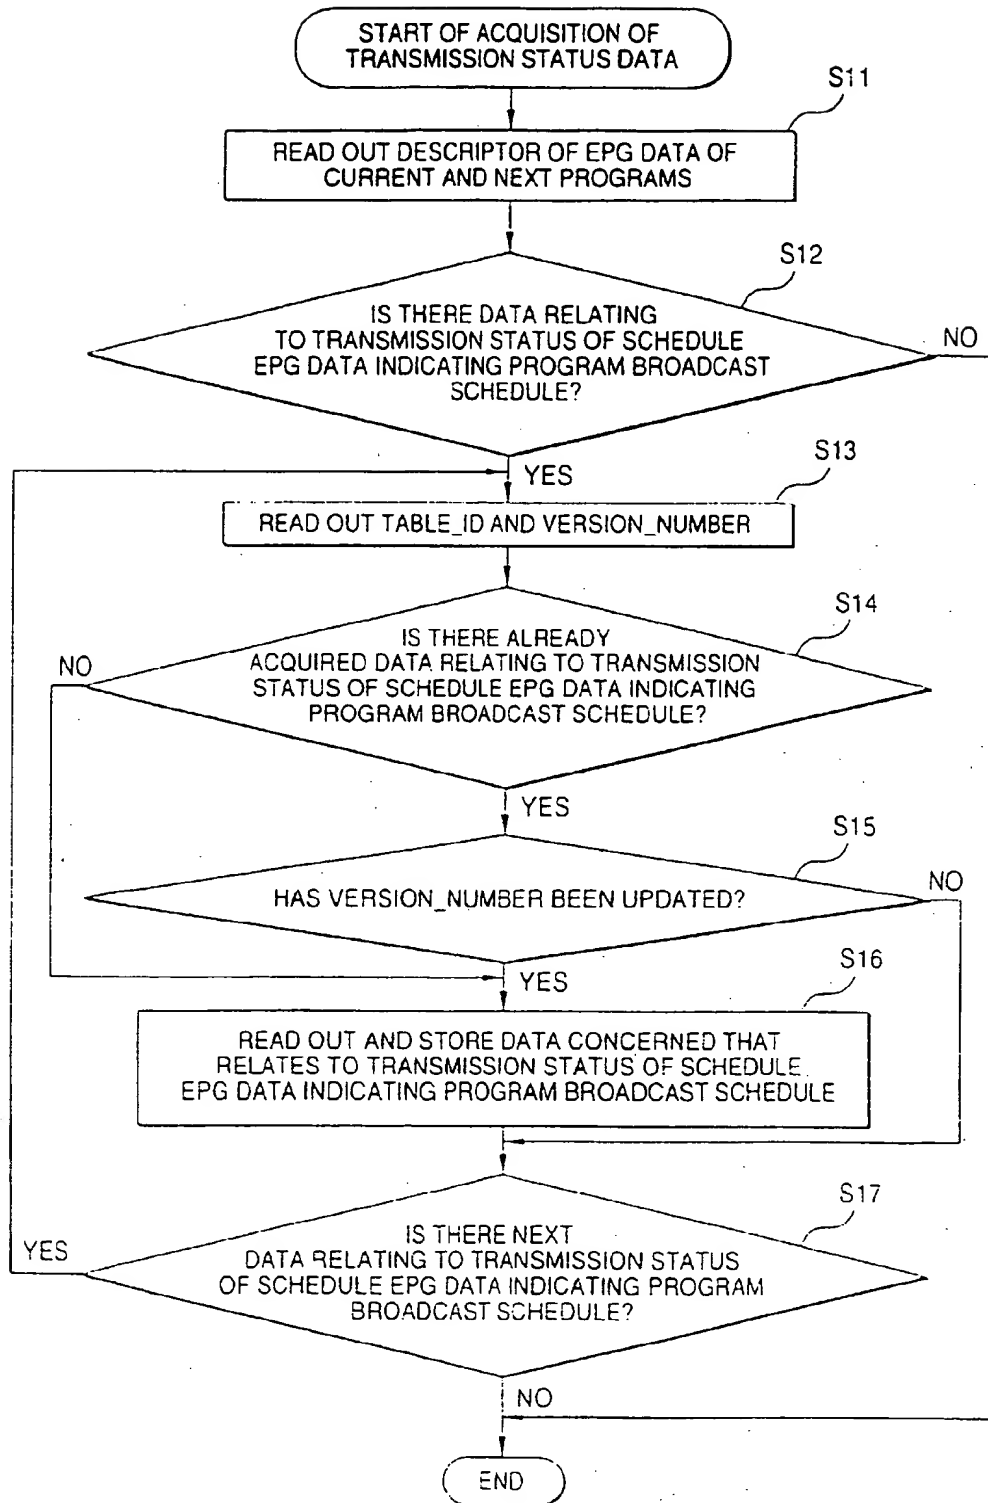 START OF ACQUISITION OF
TRANSMISSION STATUS DATA
S11
READ OUT DESCRIPTOR OF EPG DATA OF
CURRENT AND NEXT PROGRAMS
S12
IS THERE DATA RELATING
TO TRANSMISSION STATUS OF SCHEDULE
EPG DATA INDICATING PROGRAM BROADCAST
SCHEDULE?
NO
YES
S13
READ OUT TABLE_ID AND VERSION_NUMBER
S14
IS THERE ALREADY
ACQUIRED DATA RELATING TO TRANSMISSION
STATUS OF SCHEDULE EPG DATA INDICATING
PROGRAM BROADCAST SCHEDULE?
NO
YES
S15
HAS VERSION_NUMBER BEEN UPDATED?
NO
YES
S16
READ OUT AND STORE DATA CONCERNED THAT
RELATES TO TRANSMISSION STATUS OF SCHEDULE
EPG DATA INDICATING PROGRAM BROADCAST SCHEDULE
S17
IS THERE NEXT
DATA RELATING TO TRANSMISSION STATUS
OF SCHEDULE EPG DATA INDICATING PROGRAM
BROADCAST SCHEDULE?
YES
NO
END